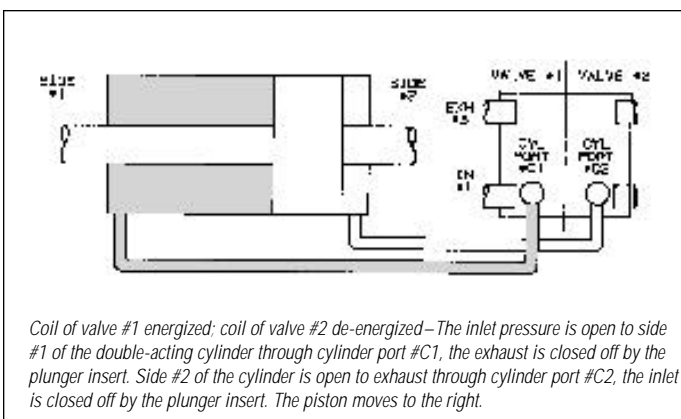 SIDE #1
SIDE #2
VALVE #1
VALVE #2
EXH
CYL PORT #C1
CYL PORT #C2
IN #1
Coil of valve #1 energized; coil of valve #2 de-energized–The inlet pressure is open to side
#1 of the double-acting cylinder through cylinder port #C1, the exhaust is closed off by the
plunger insert. Side #2 of the cylinder is open to exhaust through cylinder port #C2, the inlet
is closed off by the plunger insert. The piston moves to the right.